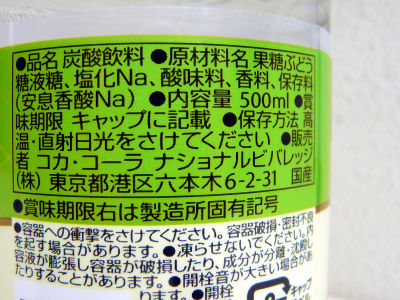 ●品名 炭酸飲料 ●原材料名 果糖ぶどう
糖液糖、塩化Na、酸味料、香料、保存料
(安息香酸Na) ●内容量 500ml ●賞
味期限 キャップに記載 ●保存方法 高
温・直射日光をさけてください ●販売
者 コカ・コーラ ナショナルビバレッジ
(株) 東京都港区六本木6-2-31 国産
●賞味期限右は製造所固有記号
●容器への衝撃をさけてください。容器破損・密封不良
を起す場合があります。 ●凍らせないでください。
容液が膨張し容器が破損したり、成分が分離・沈殿し
たりすることがあります。 ●開栓音が大きい場合が
ります。 ●開栓
キャップ